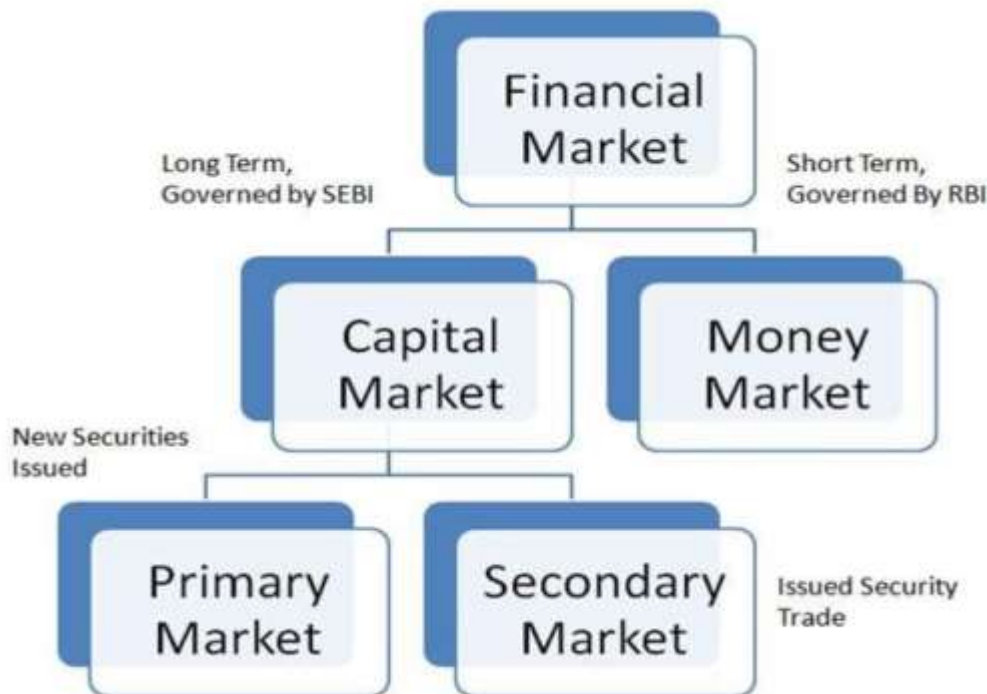 Financial
Market
Long Term,
Governed by SEBI
Short Term,
Governed By RBI
Capital
Market
Money
Market
New Securities
Issued
Primary
Market
Secondary
Market
Issued Security
Trade